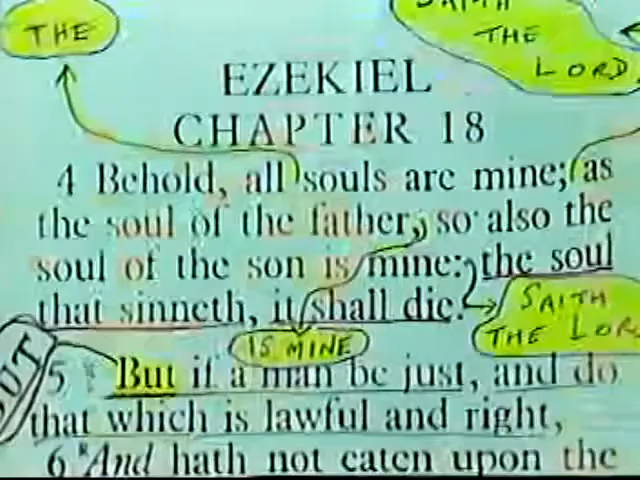 THE
SAITH
THE
LORD
EZEKIEL
CHAPTER 18
4 Behold, all souls are mine; as
the soul of the father, so also the
soul of the son is mine: the soul
that sinneth, it shall die.
SAITH
THE LORD
IS MINE
BUT
5 But if a man be just, and do
that which is lawful and right,
6 And hath not eaten upon the